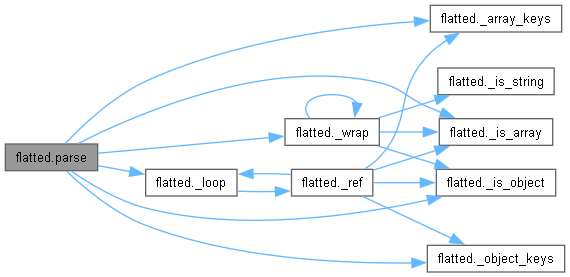 flatted.parse
flatted._loop
flatted._wrap
flatted._ref
flatted._array_keys
flatted._is_string
flatted._is_array
flatted._is_object
flatted._object_keys